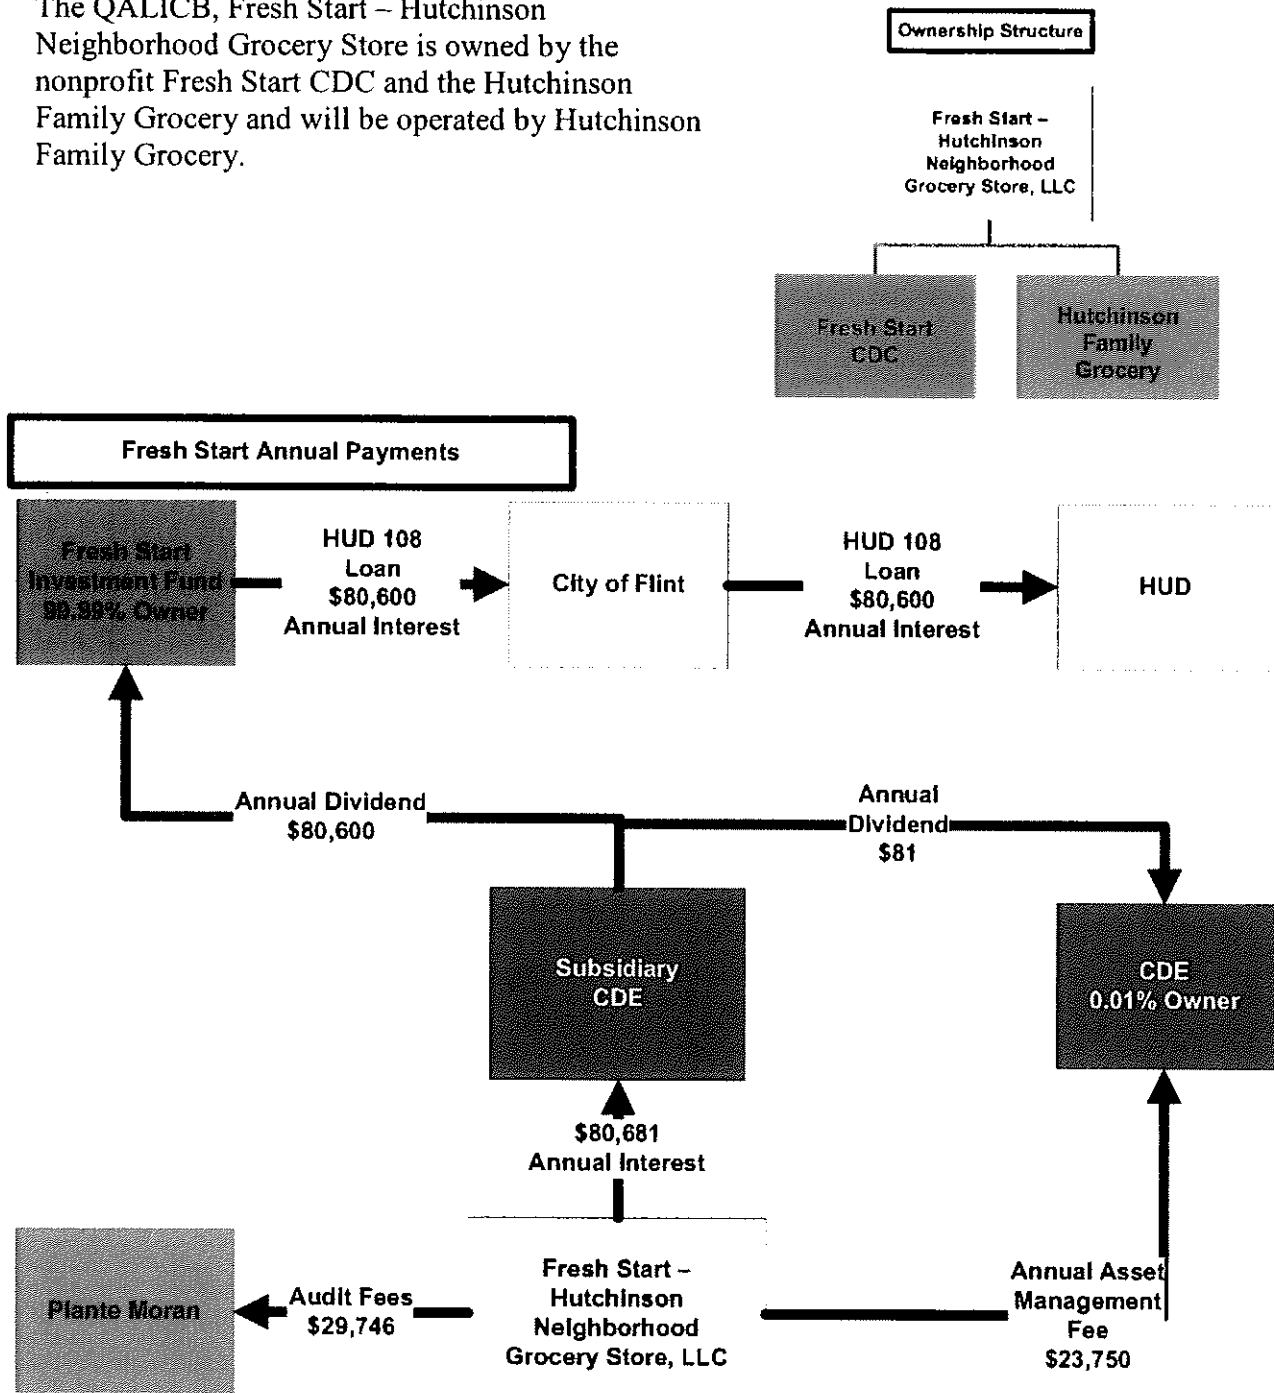 The QALICB, Fresh Start – Hutchinson
Neighborhood Grocery Store is owned by the
nonprofit Fresh Start CDC and the Hutchinson
Family Grocery and will be operated by Hutchinson
Family Grocery.
Ownership Structure
Fresh Start –
Hutchinson
Neighborhood
Grocery Store, LLC
Fresh Start
CDC
Hutchinson
Family
Grocery
Fresh Start Annual Payments
Fresh Start
Investment Fund
99.99% Owner
HUD 108
Loan
$80,600
Annual Interest
City of Flint
HUD 108
Loan
$80,600
Annual Interest
HUD
Annual Dividend
$80,600
Annual
Dividend
$81
Subsidiary
CDE
CDE
0.01% Owner
$80,681
Annual Interest
Plante Moran
Audit Fees
$29,746
Fresh Start –
Hutchinson
Neighborhood
Grocery Store, LLC
Annual Asset
Management
Fee
$23,750